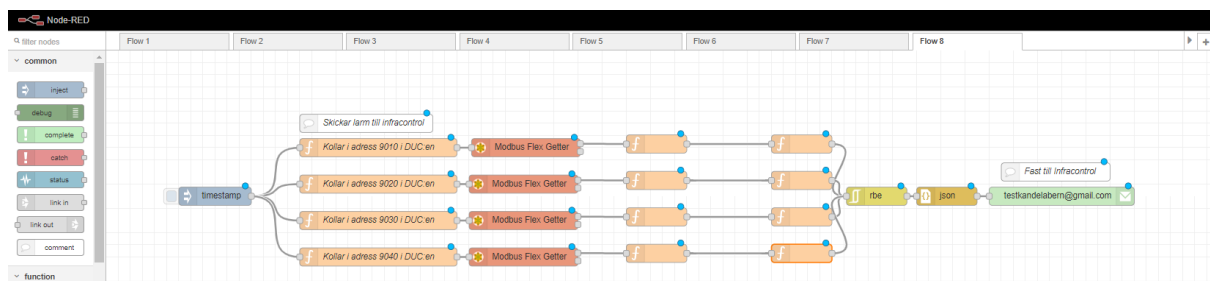 Node-RED
filter nodes
Flow 1
Flow 2
Flow 3
Flow 4
Flow 5
Flow 6
Flow 7
Flow 8
common
inject
debug
complete
catch
status
link in
link out
comment
function
Skickar larm till infracontrol
Kollar i adress 9010 i DUC:en
Modbus Flex Getter
Kollar i adress 9020 i DUC:en
Modbus Flex Getter
timestamp
Kollar i adress 9030 i DUC:en
Modbus Flex Getter
Kollar i adress 9040 i DUC:en
Modbus Flex Getter
rbe
json
Fast till Infracontrol
testkandelabern@gmail.com